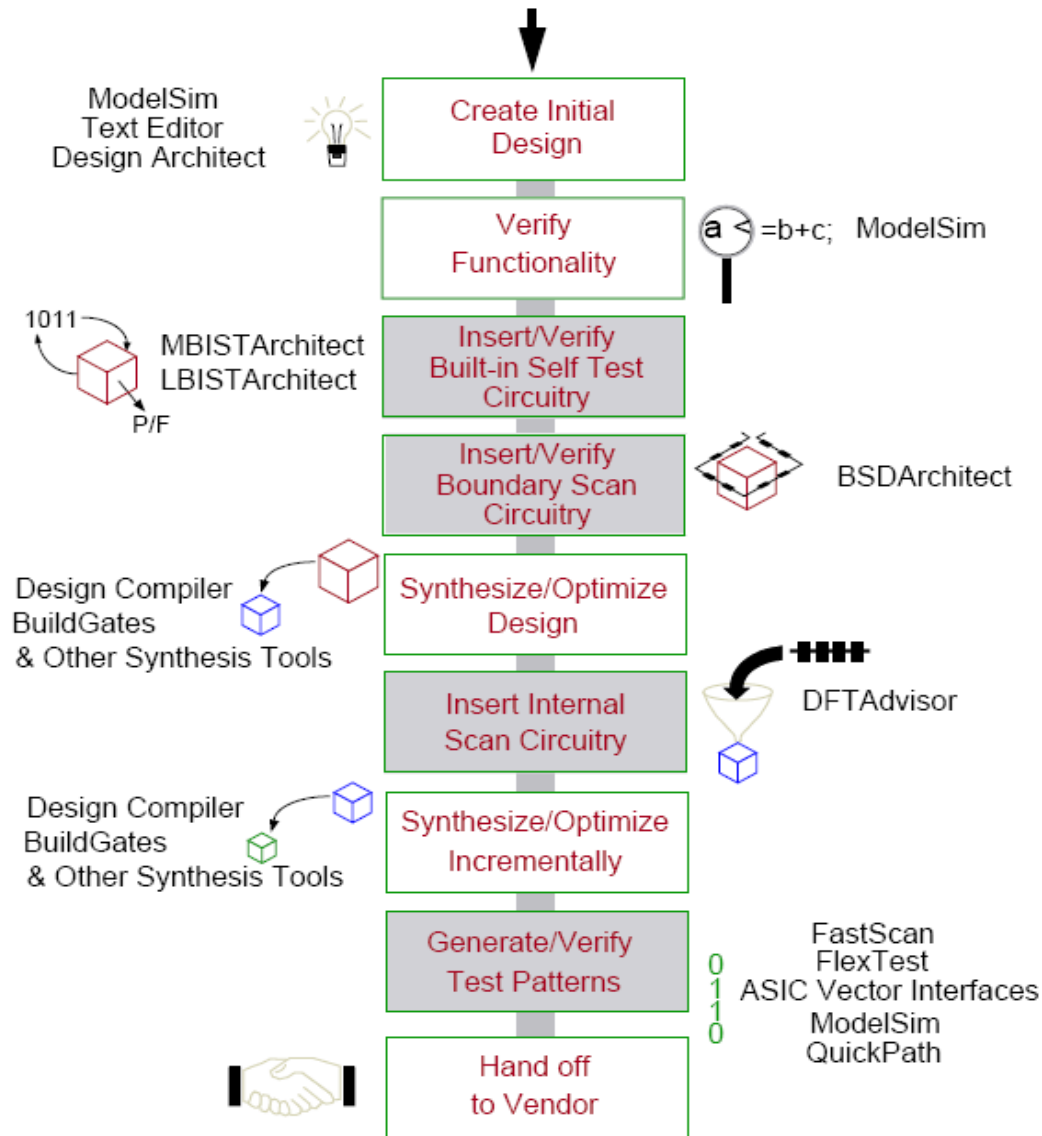 ModelSim
Text Editor
Design Architect
Create Initial
Design
Verify
Functionality
a < =b+c;
ModelSim
1011
P/F
MBISTArchitect
LBISTArchitect
Insert/Verify
Built-in Self Test
Circuitry
Insert/Verify
Boundary Scan
Circuitry
BSDArchitect
Design Compiler
BuildGates
& Other Synthesis Tools
Synthesize/Optimize
Design
Insert Internal
Scan Circuitry
DFTAdvisor
Design Compiler
BuildGates
& Other Synthesis Tools
Synthesize/Optimize
Incrementally
Generate/Verify
Test Patterns
0
1
1
0
FastScan
FlexTest
ASIC Vector Interfaces
ModelSim
QuickPath
Hand off
to Vendor